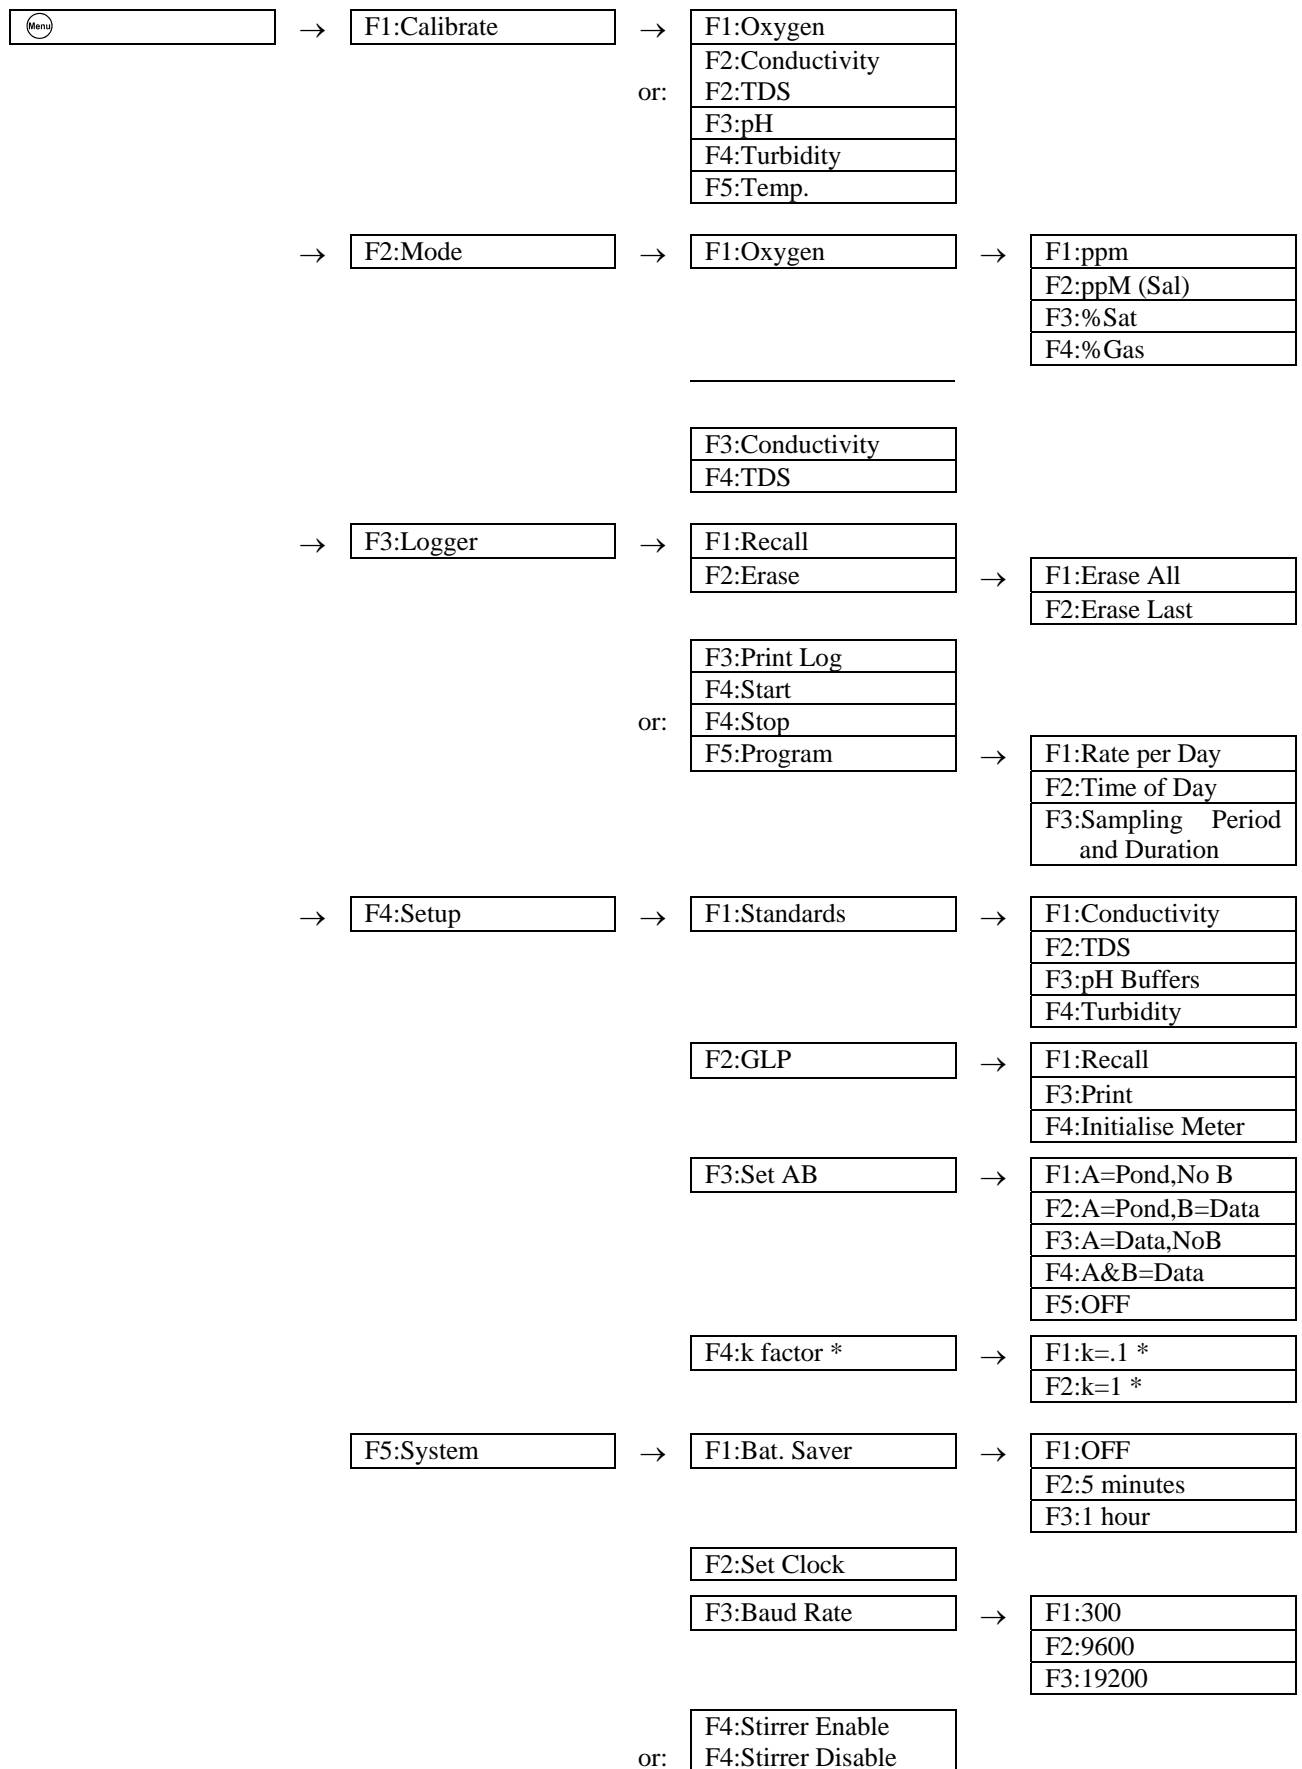 Menu → F1:Calibrate → F1:Oxygen
F2:Conductivity
or: F2:TDS
F3:pH
F4:Turbidity
F5:Temp.
→ F2:Mode → F1:Oxygen → F1:ppm
F2:ppM (Sal)
F3:%Sat
F4:%Gas
F3:Conductivity
F4:TDS
→ F3:Logger → F1:Recall
F2:Erase → F1:Erase All
F2:Erase Last
F3:Print Log
F4:Start
or: F4:Stop
F5:Program → F1:Rate per Day
F2:Time of Day
F3:Sampling Period
and Duration
→ F4:Setup → F1:Standards → F1:Conductivity
F2:TDS
F3:pH Buffers
F4:Turbidity
F2:GLP → F1:Recall
F3:Print
F4:Initialise Meter
F3:Set AB → F1:A=Pond,No B
F2:A=Pond,B=Data
F3:A=Data,NoB
F4:A&B=Data
F5:OFF
F4:k factor * → F1:k=.1 *
F2:k=1 *
F5:System → F1:Bat. Saver → F1:OFF
F2:5 minutes
F3:1 hour
F2:Set Clock
F3:Baud Rate → F1:300
F2:9600
F3:19200
F4:Stirrer Enable
or: F4:Stirrer Disable